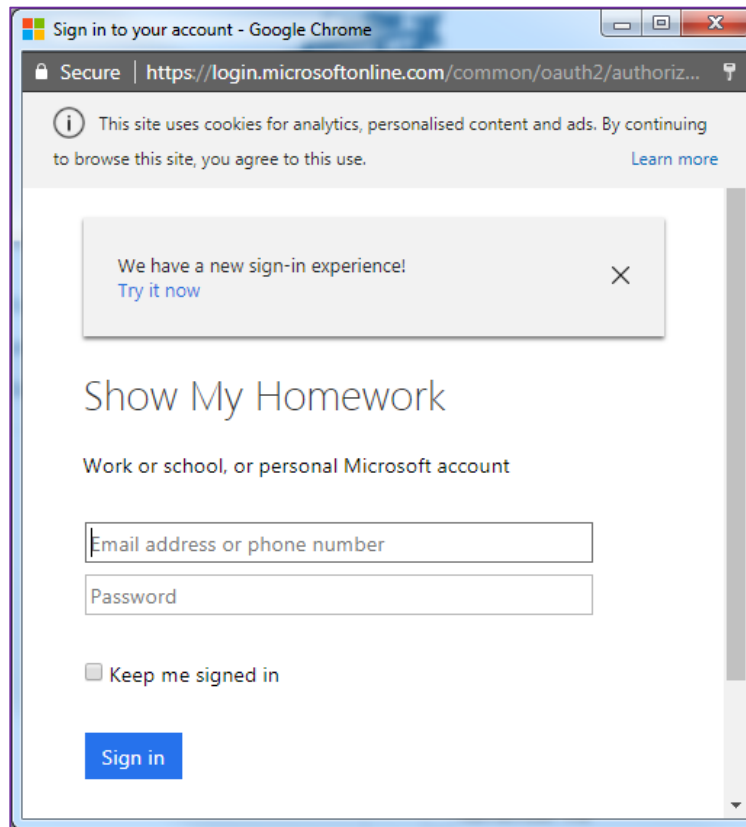 Sign in to your account - Google Chrome
Secure | https://login.microsoftonline.com/common/oauth2/authoriz...
This site uses cookies for analytics, personalised content and ads. By continuing
to browse this site, you agree to this use. Learn more
We have a new sign-in experience!
Try it now
Show My Homework
Work or school, or personal Microsoft account
Email address or phone number
Password
Keep me signed in
Sign in